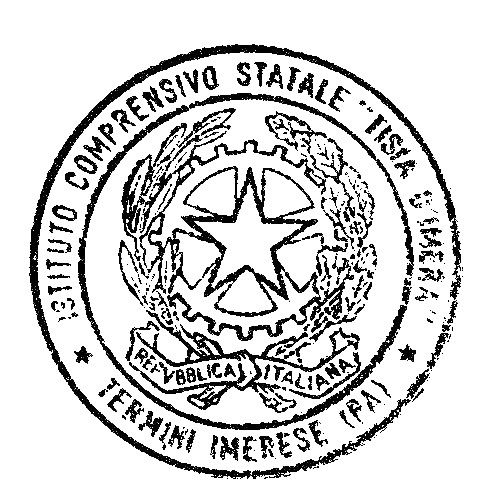 ISTITUTO COMPRENSIVO STATALE "TISIA D'IMERA"
TERMINI IMERESE (PA)
REPVBBLICA ITALIANA